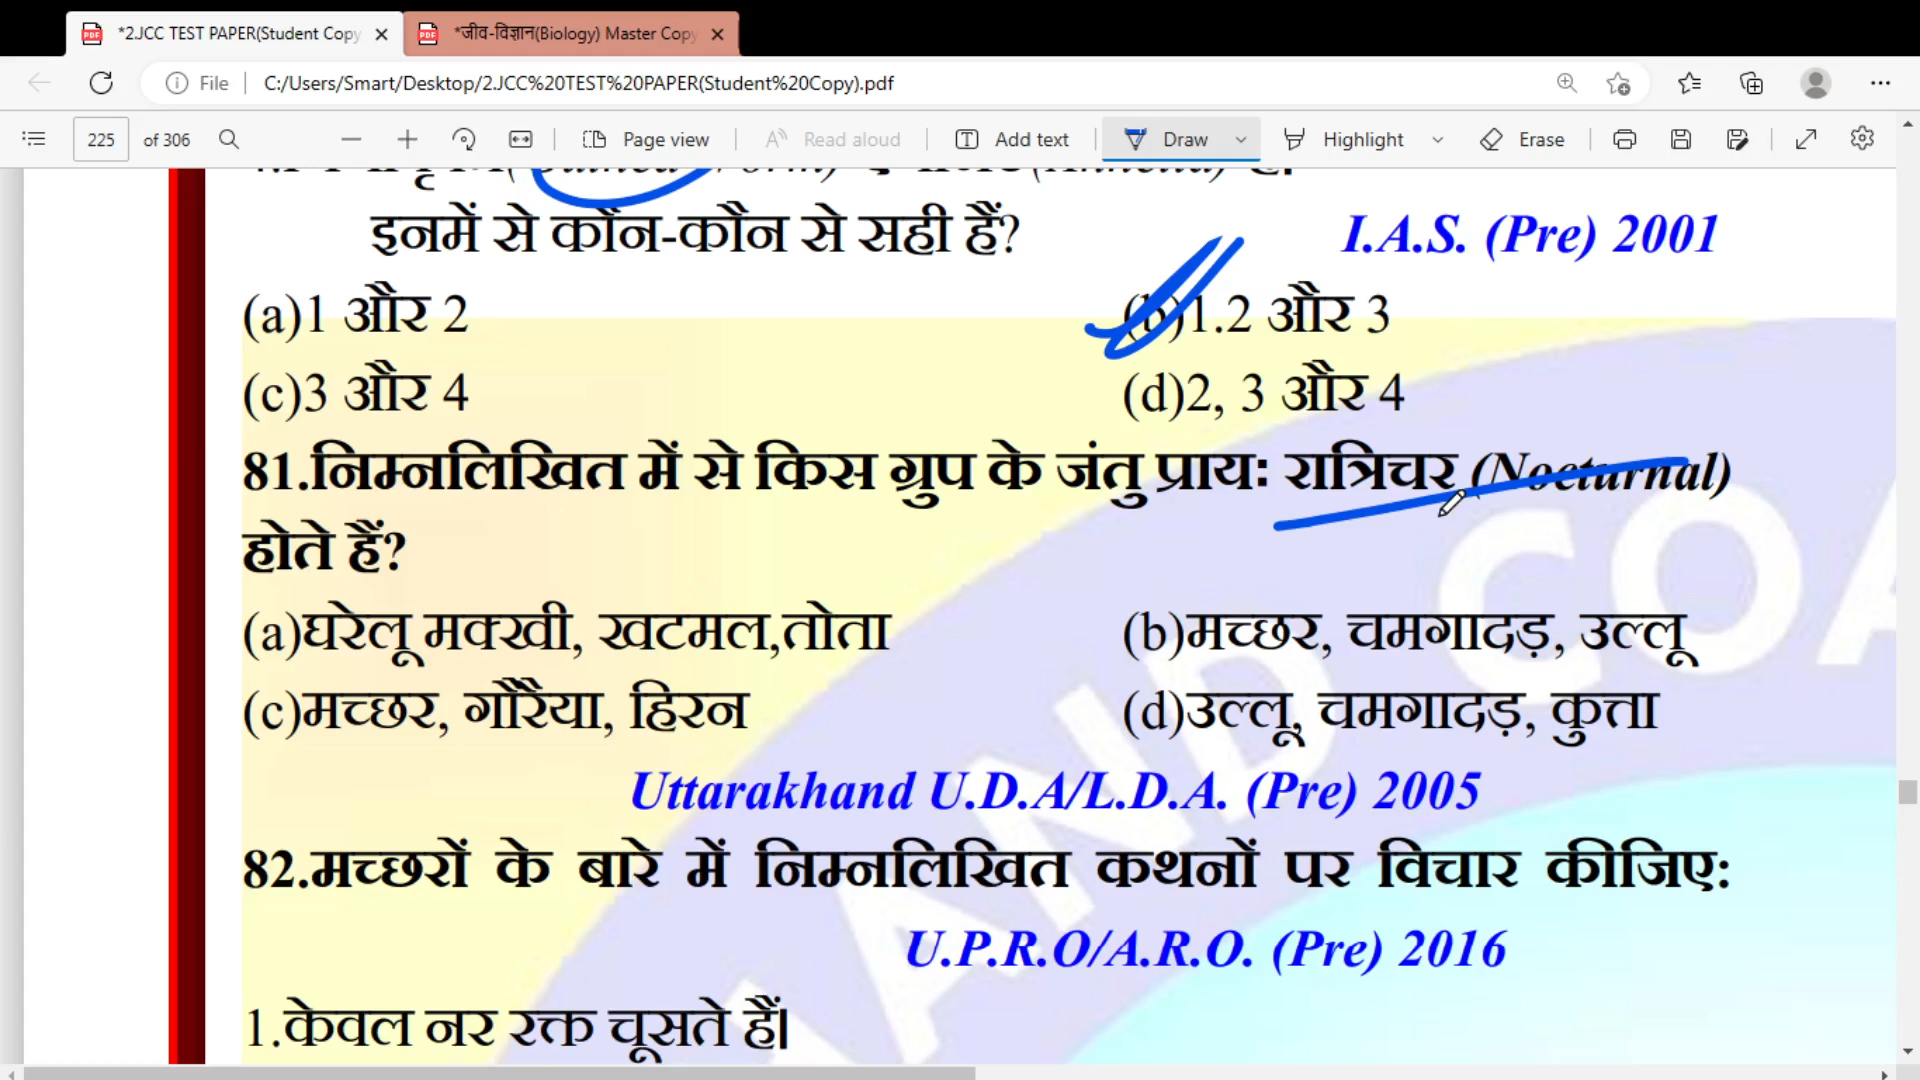 *2.JCC TEST PAPER(Student Copy
*जीव-विज्ञान(Biology) Master Copy
File
C:/Users/Smart/Desktop/2.JCC%20TEST%20PAPER(Student%20Copy).pdf
225 of 306
Page view
Read aloud
Add text
Draw
Highlight
Erase
इनमें से कौन-कौन से सही हैं? I.A.S. (Pre) 2001
(a)1 और 2 (b)1.2 और 3
(c)3 और 4 (d)2, 3 और 4
81.निम्नलिखित में से किस ग्रुप के जंतु प्रायः रात्रिचर (Nocturnal)
होते हैं?
(a)घरेलू मक्खी, खटमल,तोता (b)मच्छर, चमगादड़, उल्लू
(c)मच्छर, गौरैया, हिरन (d)उल्लू, चमगादड़, कुत्ता
Uttarakhand U.D.A/L.D.A. (Pre) 2005
82.मच्छरों के बारे में निम्नलिखित कथनों पर विचार कीजिए:
U.P.R.O/A.R.O. (Pre) 2016
1.केवल नर रक्त चूसते हैं।